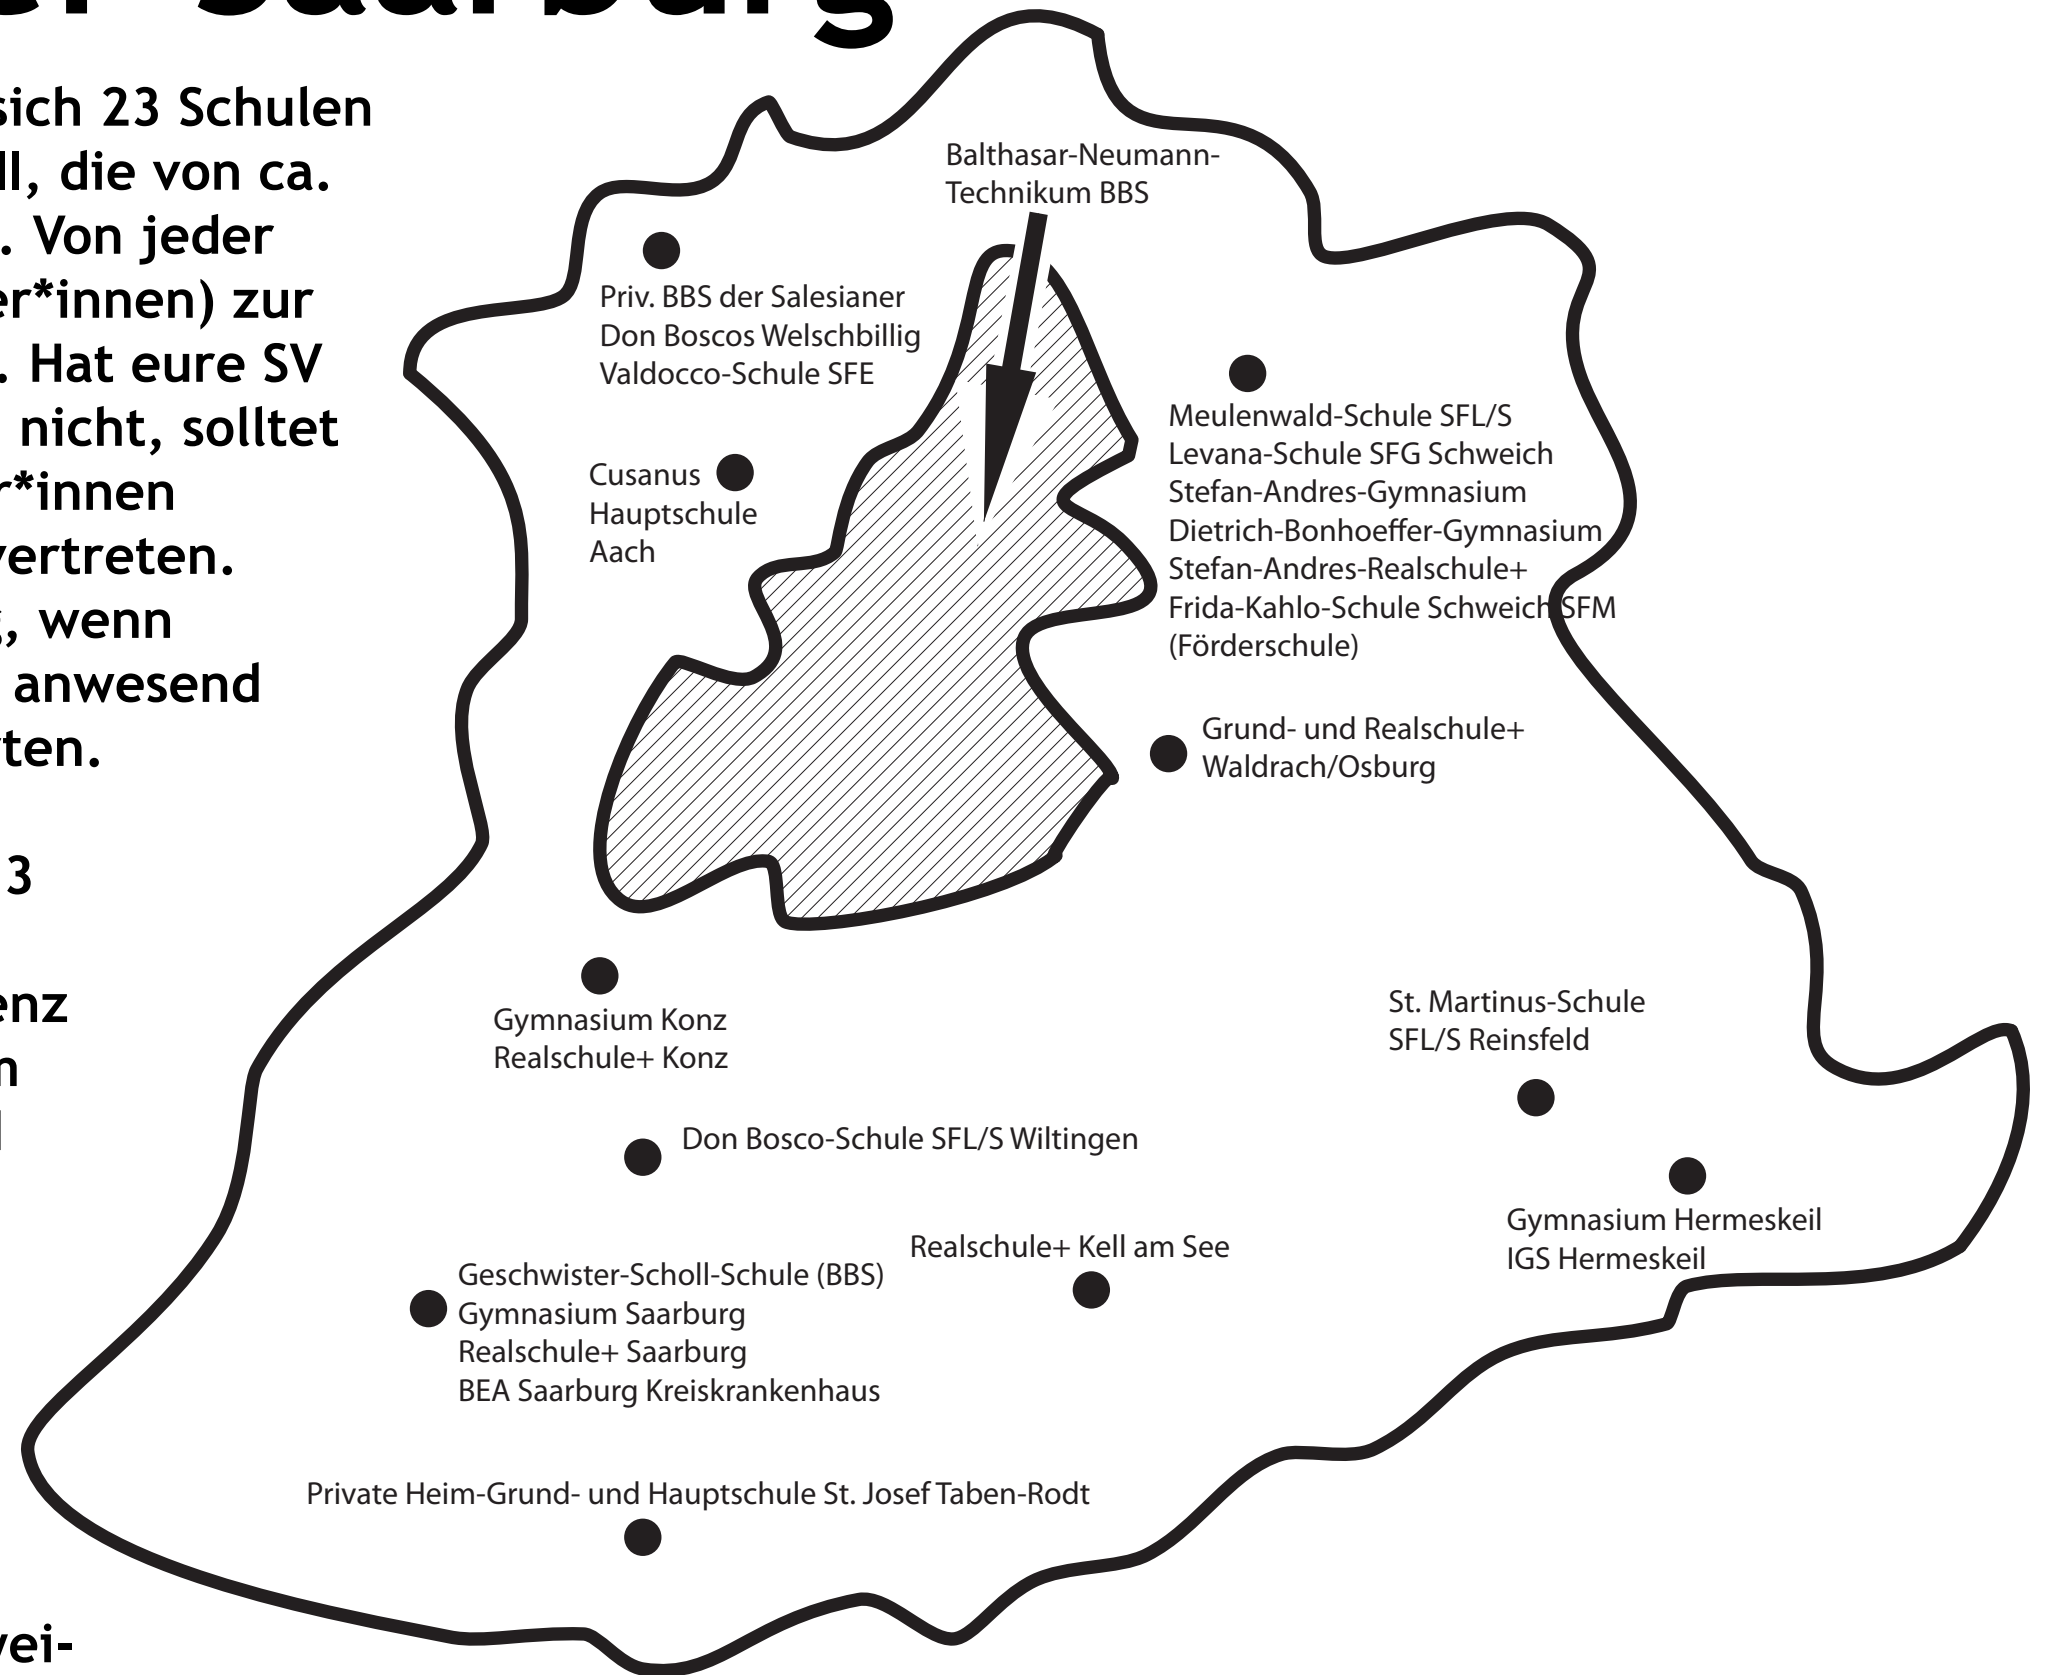 er Saarburg
sich 23 Schulen
ll, die von ca.
. Von jeder
er*innen) zur
. Hat eure SV
nicht, solltet
r*innen
vertreten.
g, wenn
anwesend
ten.
3
enz
n
l
vei-
Balthasar-Neumann-
Technikum BBS
Priv. BBS der Salesianer
Don Boscos Welschbillig
Valdocco-Schule SFE
Cusanus
Hauptschule
Aach
Meulenwald-Schule SFL/S
Levana-Schule SFG Schweich
Stefan-Andres-Gymnasium
Dietrich-Bonhoeffer-Gymnasium
Stefan-Andres-Realschule+
Frida-Kahlo-Schule Schweich SFM
(Förderschule)
Grund- und Realschule+
Waldrach/Osburg
Gymnasium Konz
Realschule+ Konz
St. Martinus-Schule
SFL/S Reinsfeld
Don Bosco-Schule SFL/S Wiltingen
Gymnasium Hermeskeil
IGS Hermeskeil
Realschule+ Kell am See
Geschwister-Scholl-Schule (BBS)
Gymnasium Saarburg
Realschule+ Saarburg
BEA Saarburg Kreiskrankenhaus
Private Heim-Grund- und Hauptschule St. Josef Taben-Rodt